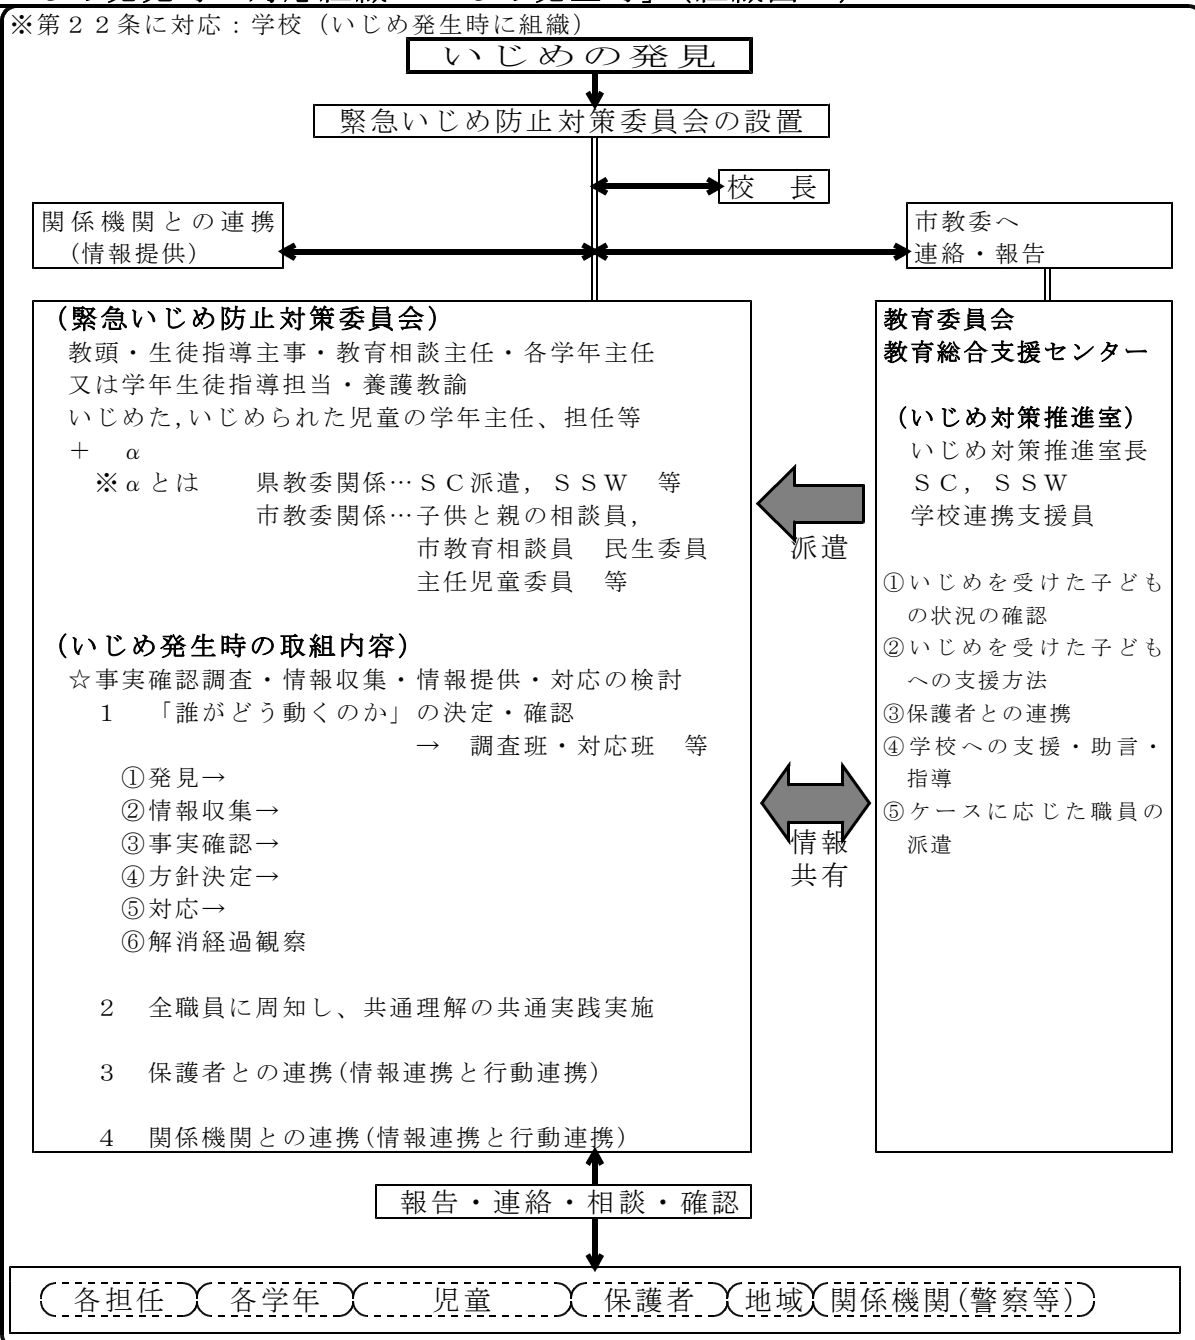 ※第２２条に対応：学校（いじめ発生時に組織）
いじめの発見
緊急いじめ防止対策委員会の設置
校　長
関係機関との連携
（情報提供）
市教委へ
連絡・報告
（緊急いじめ防止対策委員会）
教頭・生徒指導主事・教育相談主任・各学年主任
又は学年生徒指導担当・養護教諭
いじめた,いじめられた児童の学年主任、担任等
＋　α
※αとは　県教委関係…ＳＣ派遣，ＳＳＷ　等
市教委関係…子供と親の相談員，
市教育相談員　民生委員
主任児童委員　等
（いじめ発生時の取組内容）
☆事実確認調査・情報収集・情報提供・対応の検討
１　「誰がどう動くのか」の決定・確認
→　調査班・対応班　等
①発見→
②情報収集→
③事実確認→
④方針決定→
⑤対応→
⑥解消経過観察
２　全職員に周知し、共通理解の共通実践実施
３　保護者との連携(情報連携と行動連携)
４　関係機関との連携(情報連携と行動連携)
派遣
情報
共有
教育委員会
教育総合支援センター
（いじめ対策推進室）
いじめ対策推進室長
ＳＣ，ＳＳＷ
学校連携支援員
①いじめを受けた子ども
の状況の確認
②いじめを受けた子ども
への支援方法
③保護者との連携
④学校への支援・助言・
指導
⑤ケースに応じた職員の
派遣
報告・連絡・相談・確認
各担任　各学年　児童　保護者　地域　関係機関(警察等)